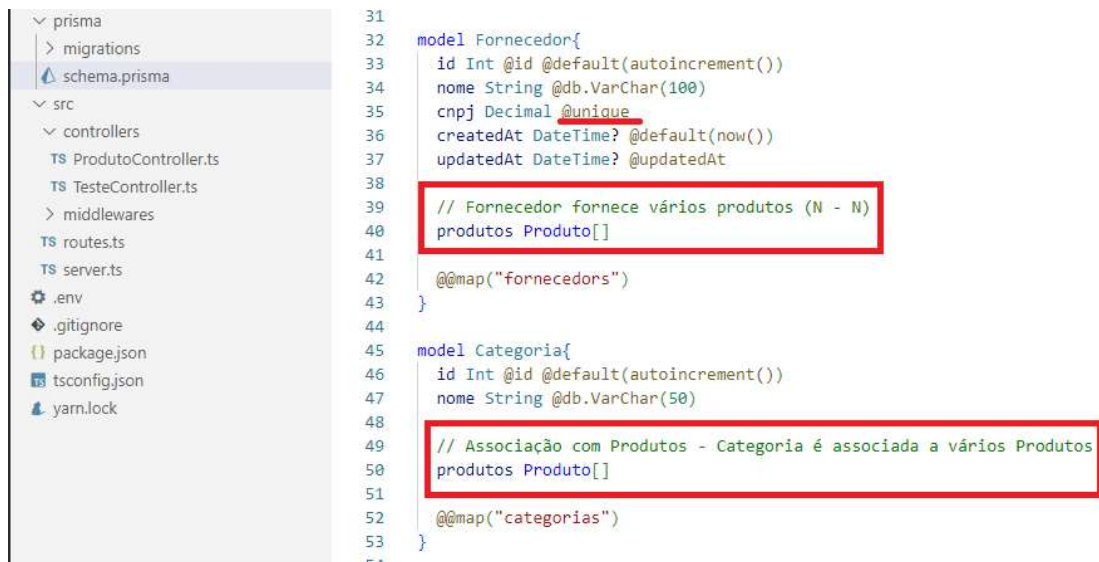 prisma
migrations
schema.prisma
src
controllers
TS ProdutoController.ts
TS TesteController.ts
middlewares
TS routes.ts
TS server.ts
.env
.gitignore
{} package.json
TS tsconfig.json
yarn.lock
31
32 model Fornecedor{
33 id Int @id @default(autoincrement())
34 nome String @db.VarChar(100)
35 cnpj Decimal @unique
36 createdAt DateTime? @default(now())
37 updatedAt DateTime? @updatedAt
38
39 // Fornecedor fornece vários produtos (N - N)
40 produtos Produto[]
41
42 @@map("fornecedors")
43 }
44
45 model Categoria{
46 id Int @id @default(autoincrement())
47 nome String @db.VarChar(50)
48
49 // Associação com Produtos - Categoria é associada a vários Produtos
50 produtos Produto[]
51
52 @@map("categorias")
53 }